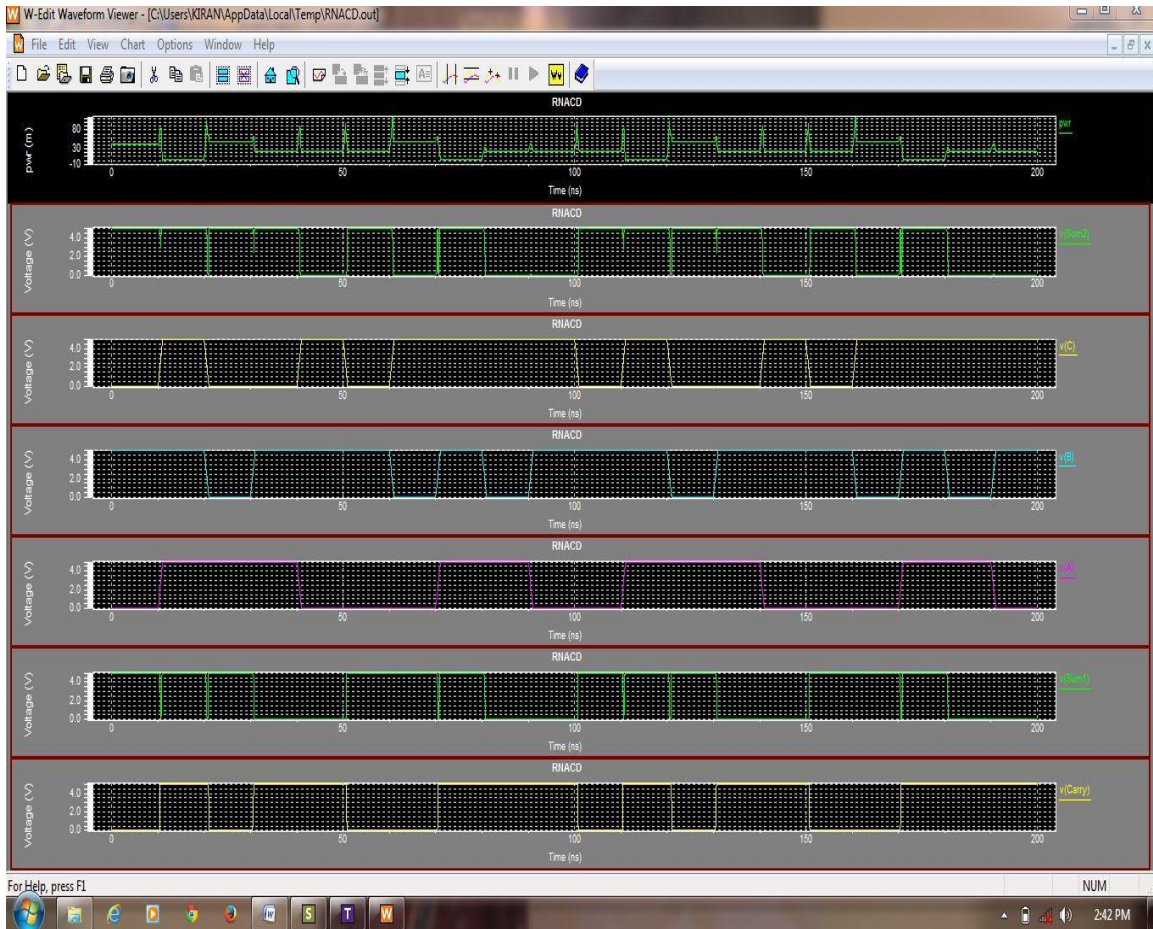 W-Edit Waveform Viewer - [C:\Users\KIRAN\AppData\Local\Temp\RNACD.out]
File Edit View Chart Options Window Help
RNACD
pwr (m)
80
30
-10
pwr
0 50 100 150 200
Time (ns)
RNACD
Voltage (V)
4.0
2.0
0.0
v(Sum2)
0 50 100 150 200
Time (ns)
RNACD
Voltage (V)
4.0
2.0
0.0
v(C)
0 50 100 150 200
Time (ns)
RNACD
Voltage (V)
4.0
2.0
0.0
v(B)
0 50 100 150 200
Time (ns)
RNACD
Voltage (V)
4.0
2.0
0.0
v(A)
0 50 100 150 200
Time (ns)
RNACD
Voltage (V)
4.0
2.0
0.0
v(Sum1)
0 50 100 150 200
Time (ns)
RNACD
Voltage (V)
4.0
2.0
0.0
v(Carry)
0 50 100 150 200
Time (ns)
For Help, press F1
NUM
2:42 PM